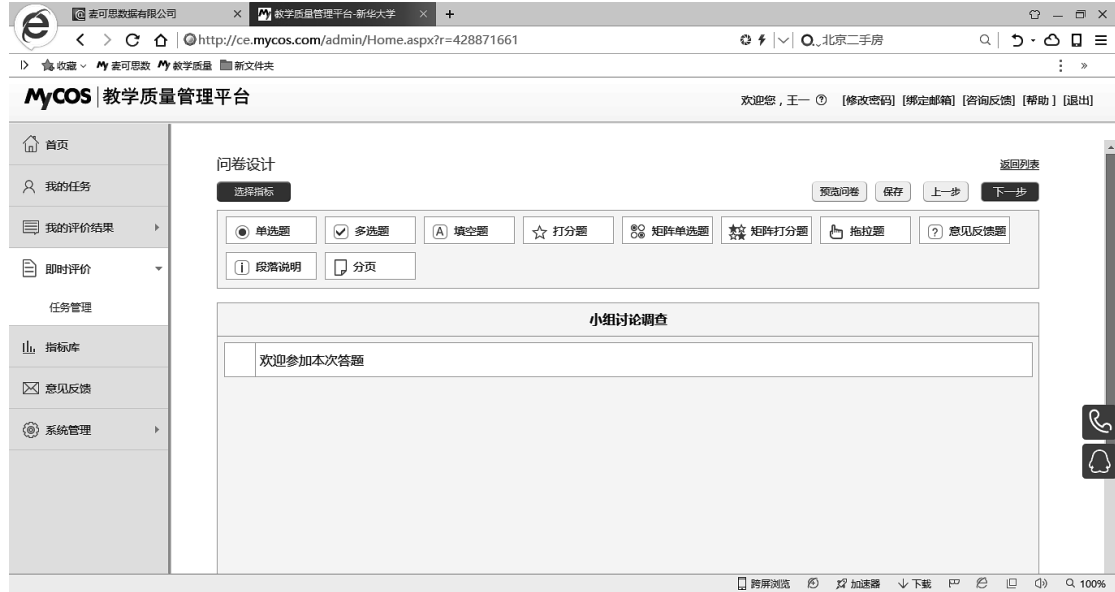 麦可思数据有限公司 教学质量管理平台-新华大学
http://ce.mycos.com/admin/Home.aspx?r=428871661 北京二手房
收藏 麦可思数 教学质量 新文件夹
MyCOS 教学质量管理平台 欢迎您，王一 [修改密码] [绑定邮箱] [咨询反馈] [帮助] [退出]
首页
我的任务
我的评价结果
即时评价
任务管理
指标库
意见反馈
系统管理
问卷设计 返回列表
选择指标 预览问卷 保存 上一步 下一步
单选题 多选题 填空题 打分题 矩阵单选题 矩阵打分题 拖拉题 意见反馈题
段落说明 分页
小组讨论调查
欢迎参加本次答题
跨屏浏览 加速器 下载 100%